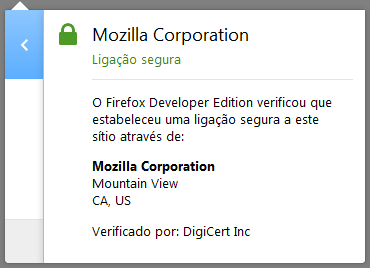 Mozilla Corporation
Ligação segura
O Firefox Developer Edition verificou que
estabeleceu uma ligação segura a este
sítio através de:
Mozilla Corporation
Mountain View
CA, US
Verificado por: DigiCert Inc